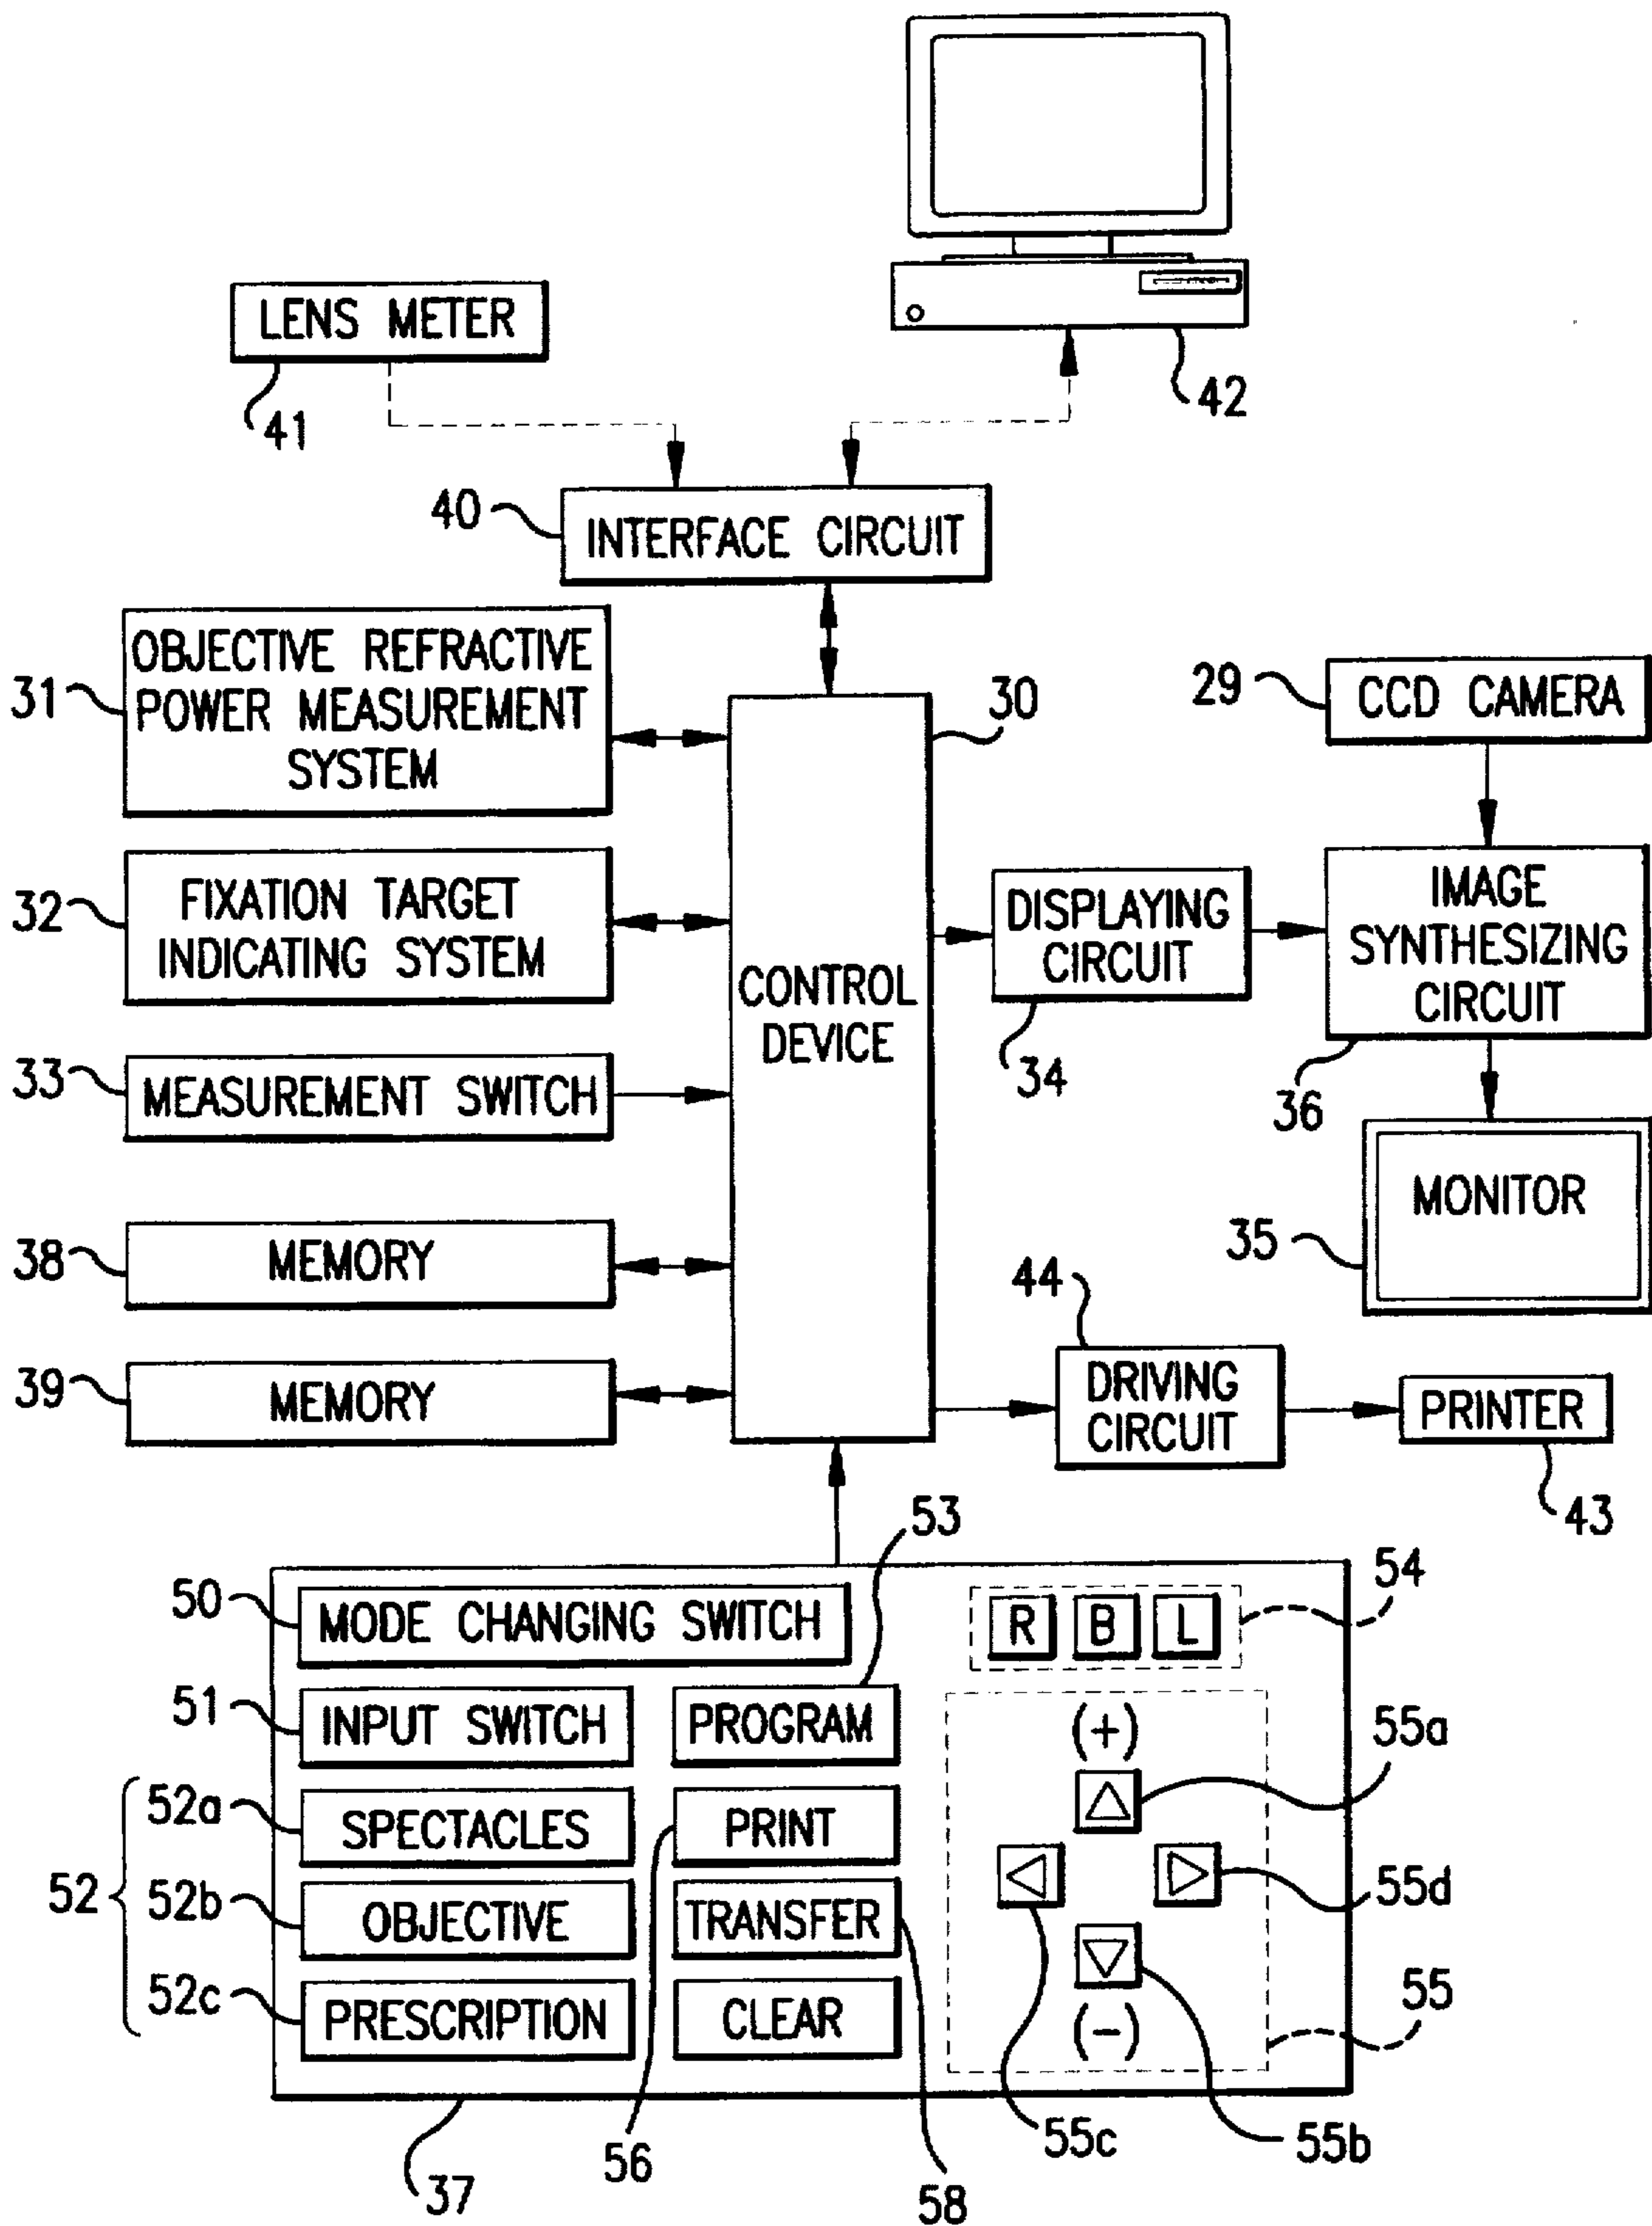 LENS METER
41
42
40
INTERFACE CIRCUIT
31
OBJECTIVE REFRACTIVE
POWER MEASUREMENT
SYSTEM
30
29
CCD CAMERA
32
FIXATION TARGET
INDICATING SYSTEM
CONTROL
DEVICE
DISPLAYING
CIRCUIT
34
IMAGE
SYNTHESIZING
CIRCUIT
36
33
MEASUREMENT SWITCH
MONITOR
35
38
MEMORY
44
39
MEMORY
DRIVING
CIRCUIT
PRINTER
43
53
50
MODE CHANGING SWITCH
R B L
54
51
INPUT SWITCH
PROGRAM
(+)
55a
52
52a
SPECTACLES
PRINT
52b
OBJECTIVE
TRANSFER
55d
52c
PRESCRIPTION
CLEAR
(-)
55
37
56
58
55c
55b